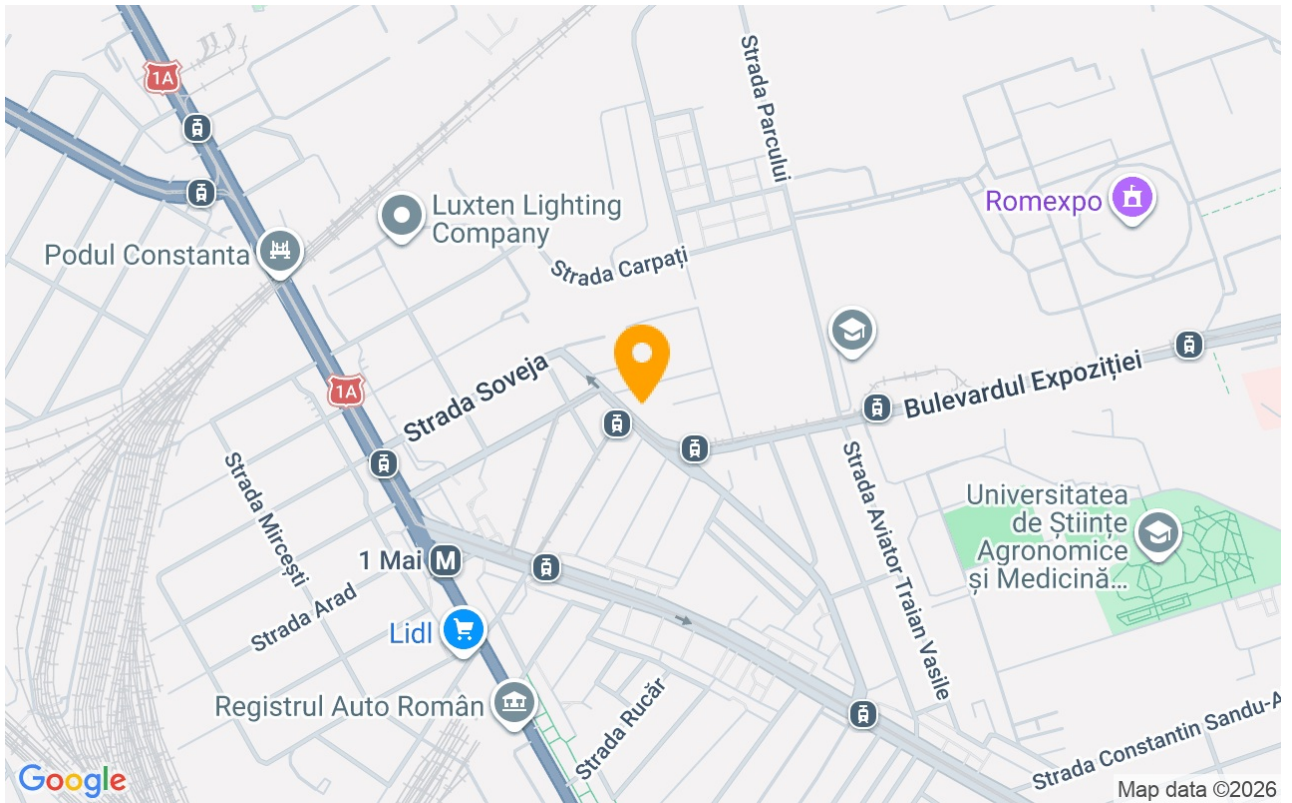 1A
Strada Parcului
Romexpo
Luxten Lighting
Company
Podul Constanta
Strada Carpați
1A
Strada Soveja
Bulevardul Expoziției
Strada Mircești
Strada Aviator Traian Vasile
Universitatea
de Științe
Agronomice
și Medicină...
1 Mai
M
Strada Arad
Lidl
Registrul Auto Român
Strada Rucăr
Strada Constantin Sandu-A
Google
Map data ©2026